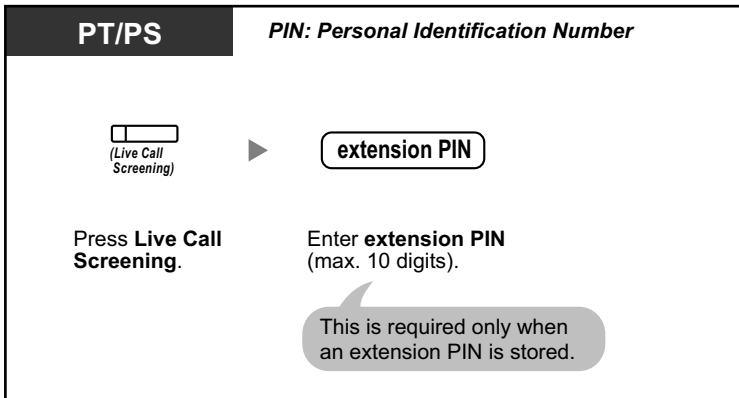 PT/PS
PIN: Personal Identification Number
(Live Call
Screening)
extension PIN
Press Live Call
Screening.
Enter extension PIN
(max. 10 digits).
This is required only when
an extension PIN is stored.